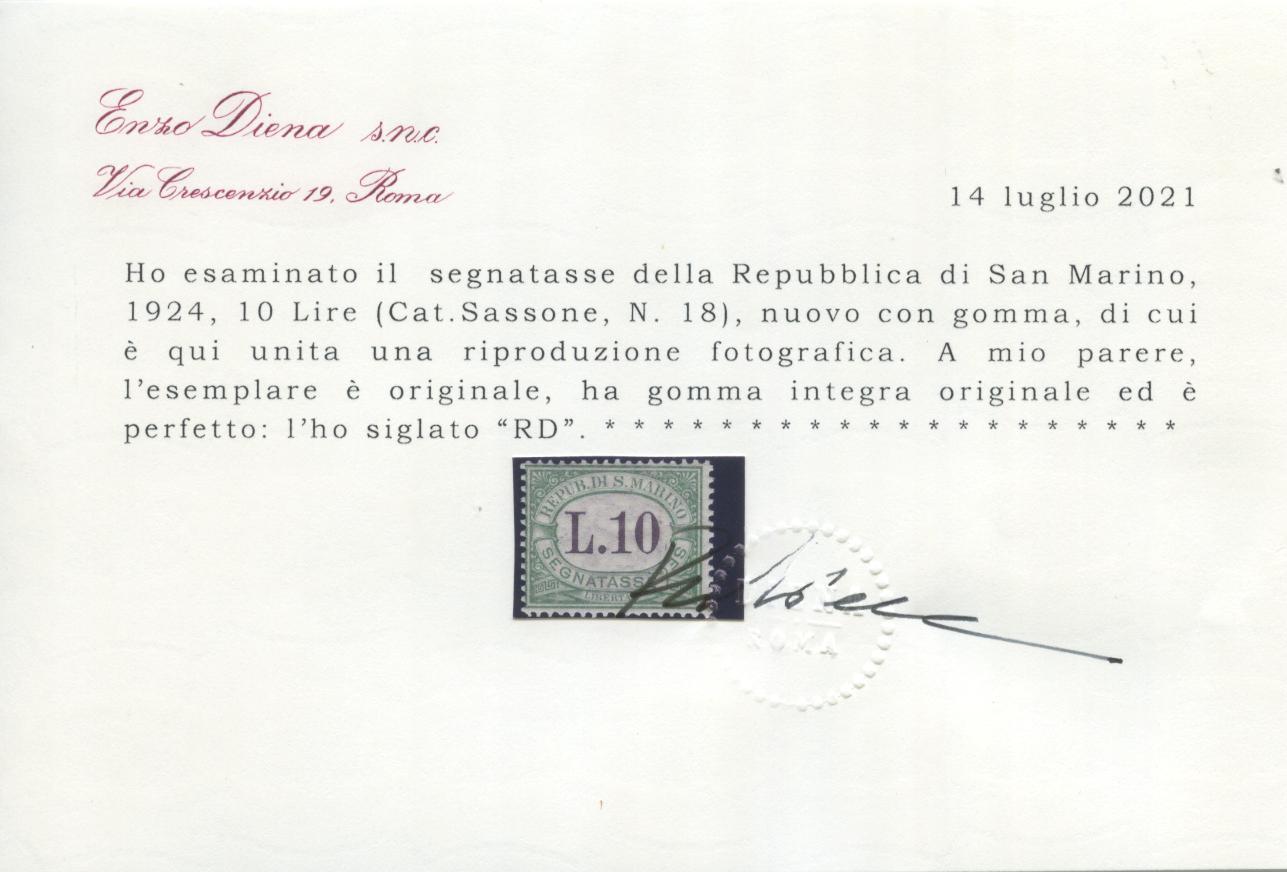 Enzo Diena s.n.c.
Via Crescenzio 19, Roma
14 luglio 2021
Ho esaminato il segnatasse della Repubblica di San Marino,
1924, 10 Lire (Cat.Sassone, N. 18), nuovo con gomma, di cui
è qui unita una riproduzione fotografica. A mio parere,
l'esemplare è originale, ha gomma integra originale ed è
perfetto: l'ho siglato “RD”. * * * * * * * * * * * * * * * * * * * *
REPUB. DI S. MARINO
L.10
ROMA